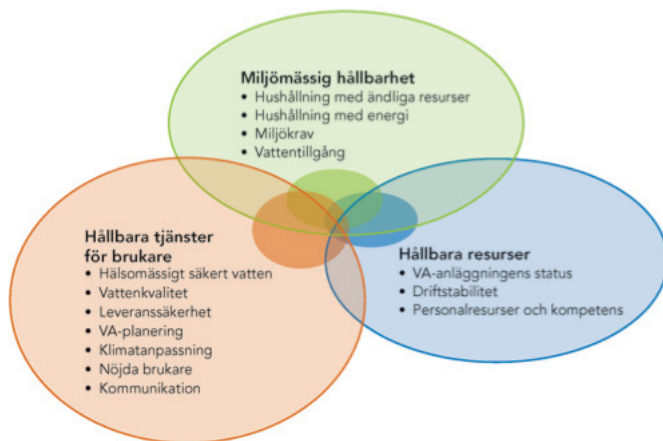 Miljömässig hållbarhet
• Hushållning med ändliga resurser
• Hushållning med energi
• Miljökrav
• Vattentillgång
Hållbara tjänster
för brukare
• Hälsomässigt säkert vatten
• Vattenkvalitet
• Leveranssäkerhet
• VA-planering
• Klimatanpassning
• Nöjda brukare
• Kommunikation
Hållbara resurser
• VA-anläggningens status
• Driftstabilitet
• Personalresurser och kompetens